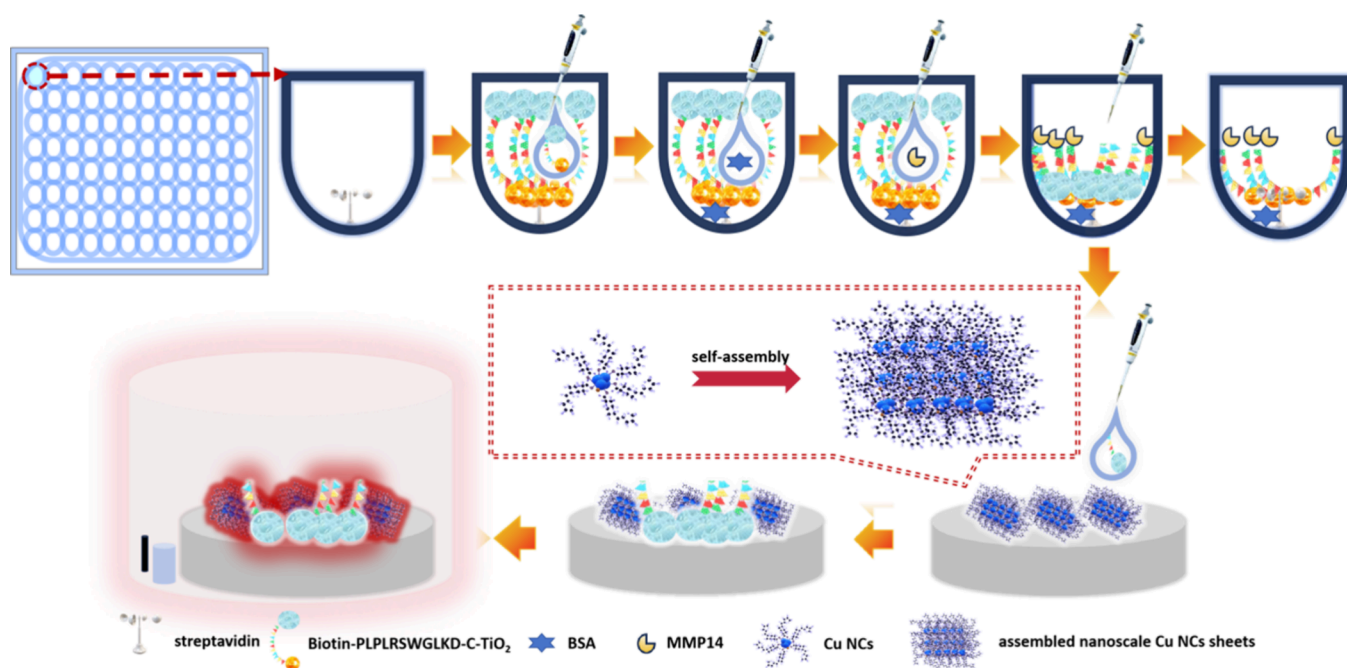 self-assembly
streptavidin
Biotin-PLPLRSWGLKD-C-TiO₂
BSA
MMP14
Cu NCs
assembled nanoscale Cu NCs sheets